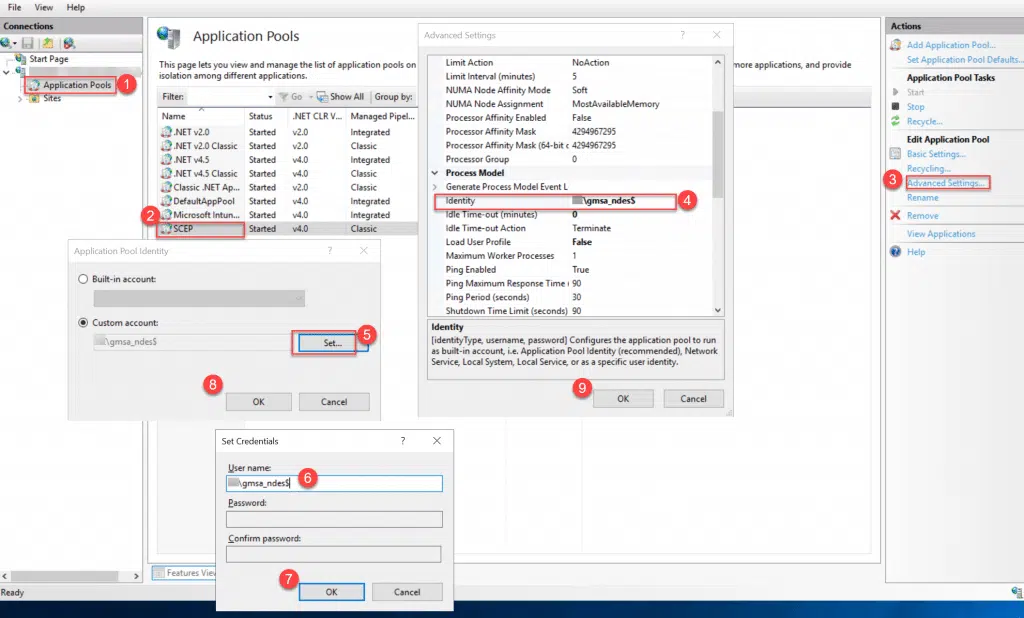 File View Help
Connections
Start Page
Application Pools
1
Sites
Application Pools
This page lets you view and manage the list of application pools on
more applications, and provide
isolation among different applications.
Filter: Go Show All Group by:
Name Status .NET CLR V... Managed Pipel...
.NET v2.0 Started v2.0 Integrated
.NET v2.0 Classic Started v2.0 Classic
.NET v4.5 Started v4.0 Integrated
.NET v4.5 Classic Started v4.0 Classic
Classic .NET Ap... Started v2.0 Classic
DefaultAppPool Started v4.0 Integrated
Microsoft Intun... Started v4.0 Integrated
2
SCEP Started v4.0 Classic
Advanced Settings ?
Limit Action NoAction
Limit Interval (minutes) 5
NUMA Node Affinity Mode Soft
NUMA Node Assignment MostAvailableMemory
Processor Affinity Enabled False
Processor Affinity Mask 4294967295
Processor Affinity Mask (64-bit c 4294967295
Processor Group 0
Process Model
Generate Process Model Event L
Identity \gmsa_ndes$
4
Idle Time-out (minutes) 0
Idle Time-out Action Terminate
Load User Profile False
Maximum Worker Processes 1
Ping Enabled True
Ping Maximum Response Time 90
Ping Period (seconds) 30
Shutdown Time Limit (seconds) 90
Identity
[identityType, username, password] Configures the application pool to run
as built-in account, i.e. Application Pool Identity (recommended), Network
Service, Local System, Local Service, or as a specific user identity.
9
OK Cancel
Actions
Add Application Pool...
Set Application Pool Defaults...
Application Pool Tasks
Start
Stop
Recycle...
Edit Application Pool
Basic Settings...
Recycling...
3
Advanced Settings...
Rename
Remove
View Applications
Help
Application Pool Identity ?
Built-in account:
Custom account:
\gmsa_ndes$
Set...
5
8
OK Cancel
Set Credentials ?
User name:
\gmsa_ndes$
6
Password:
Confirm password:
7
OK Cancel
Features View
Ready